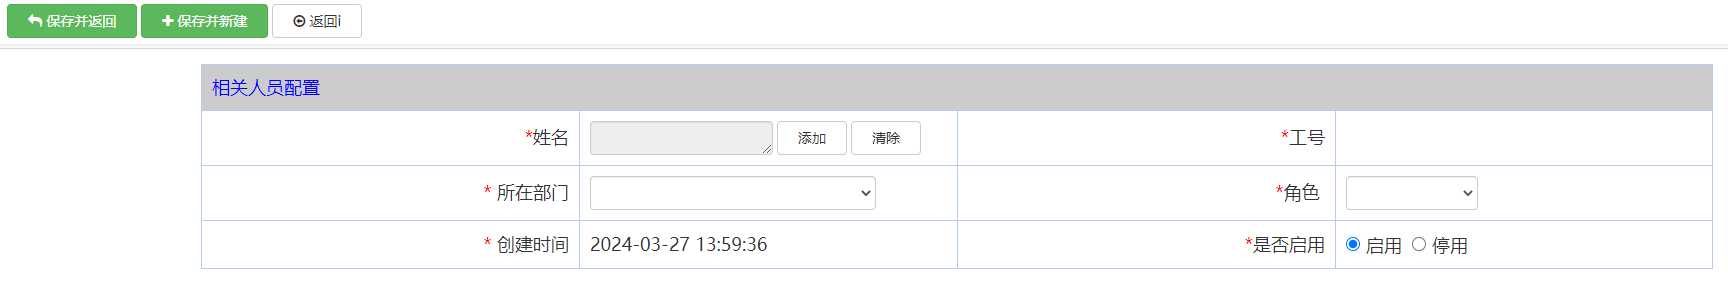 保存并返回 保存并新建 返回i
相关人员配置
*姓名 添加 清除 *工号
* 所在部门 *角色
* 创建时间 2024-03-27 13:59:36 *是否启用 启用 停用